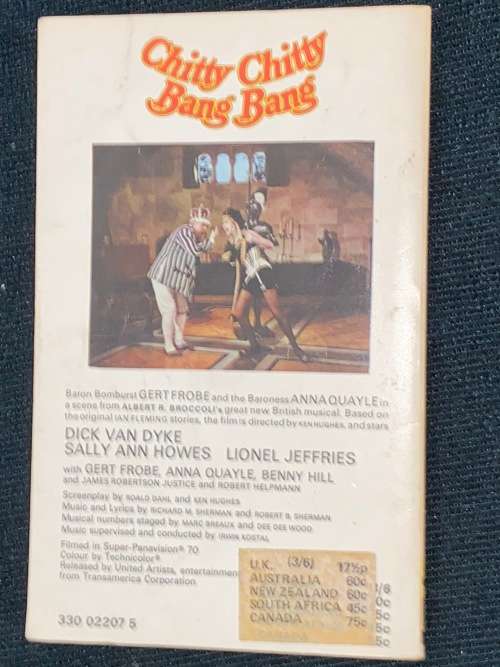 Chitty Chitty
Bang Bang
Baron Bomburst GERT FROBE and the Baroness ANNA QUAYLE in
a scene from ALBERT R. BROCCOLI's great new British musical. Based on
the original IAN FLEMING stories, the film is directed by KEN HUGHES, and stars
DICK VAN DYKE
SALLY ANN HOWES LIONEL JEFFRIES
with GERT FROBE, ANNA QUAYLE, BENNY HILL
and JAMES ROBERTSON JUSTICE and ROBERT HELPMANN
Screenplay by ROALD DAHL and KEN HUGHES
Music and Lyrics by RICHARD M. SHERMAN and ROBERT B. SHERMAN
Musical numbers staged by MARC BREAUX and DEE DEE WOOD
Music supervised and conducted by IRWIN KOSTAL
Filmed in Super-Panavision® 70
Colour by Technicolor®
Released by United Artists, entertainment
from Transamerica Corporation
U.K. (3/6) 17½p
AUSTRALIA 60c
NEW ZEALAND 60c
SOUTH AFRICA 45c
CANADA 75c
CANADA
/6
0c
5c
5c
5c
330 02207 5